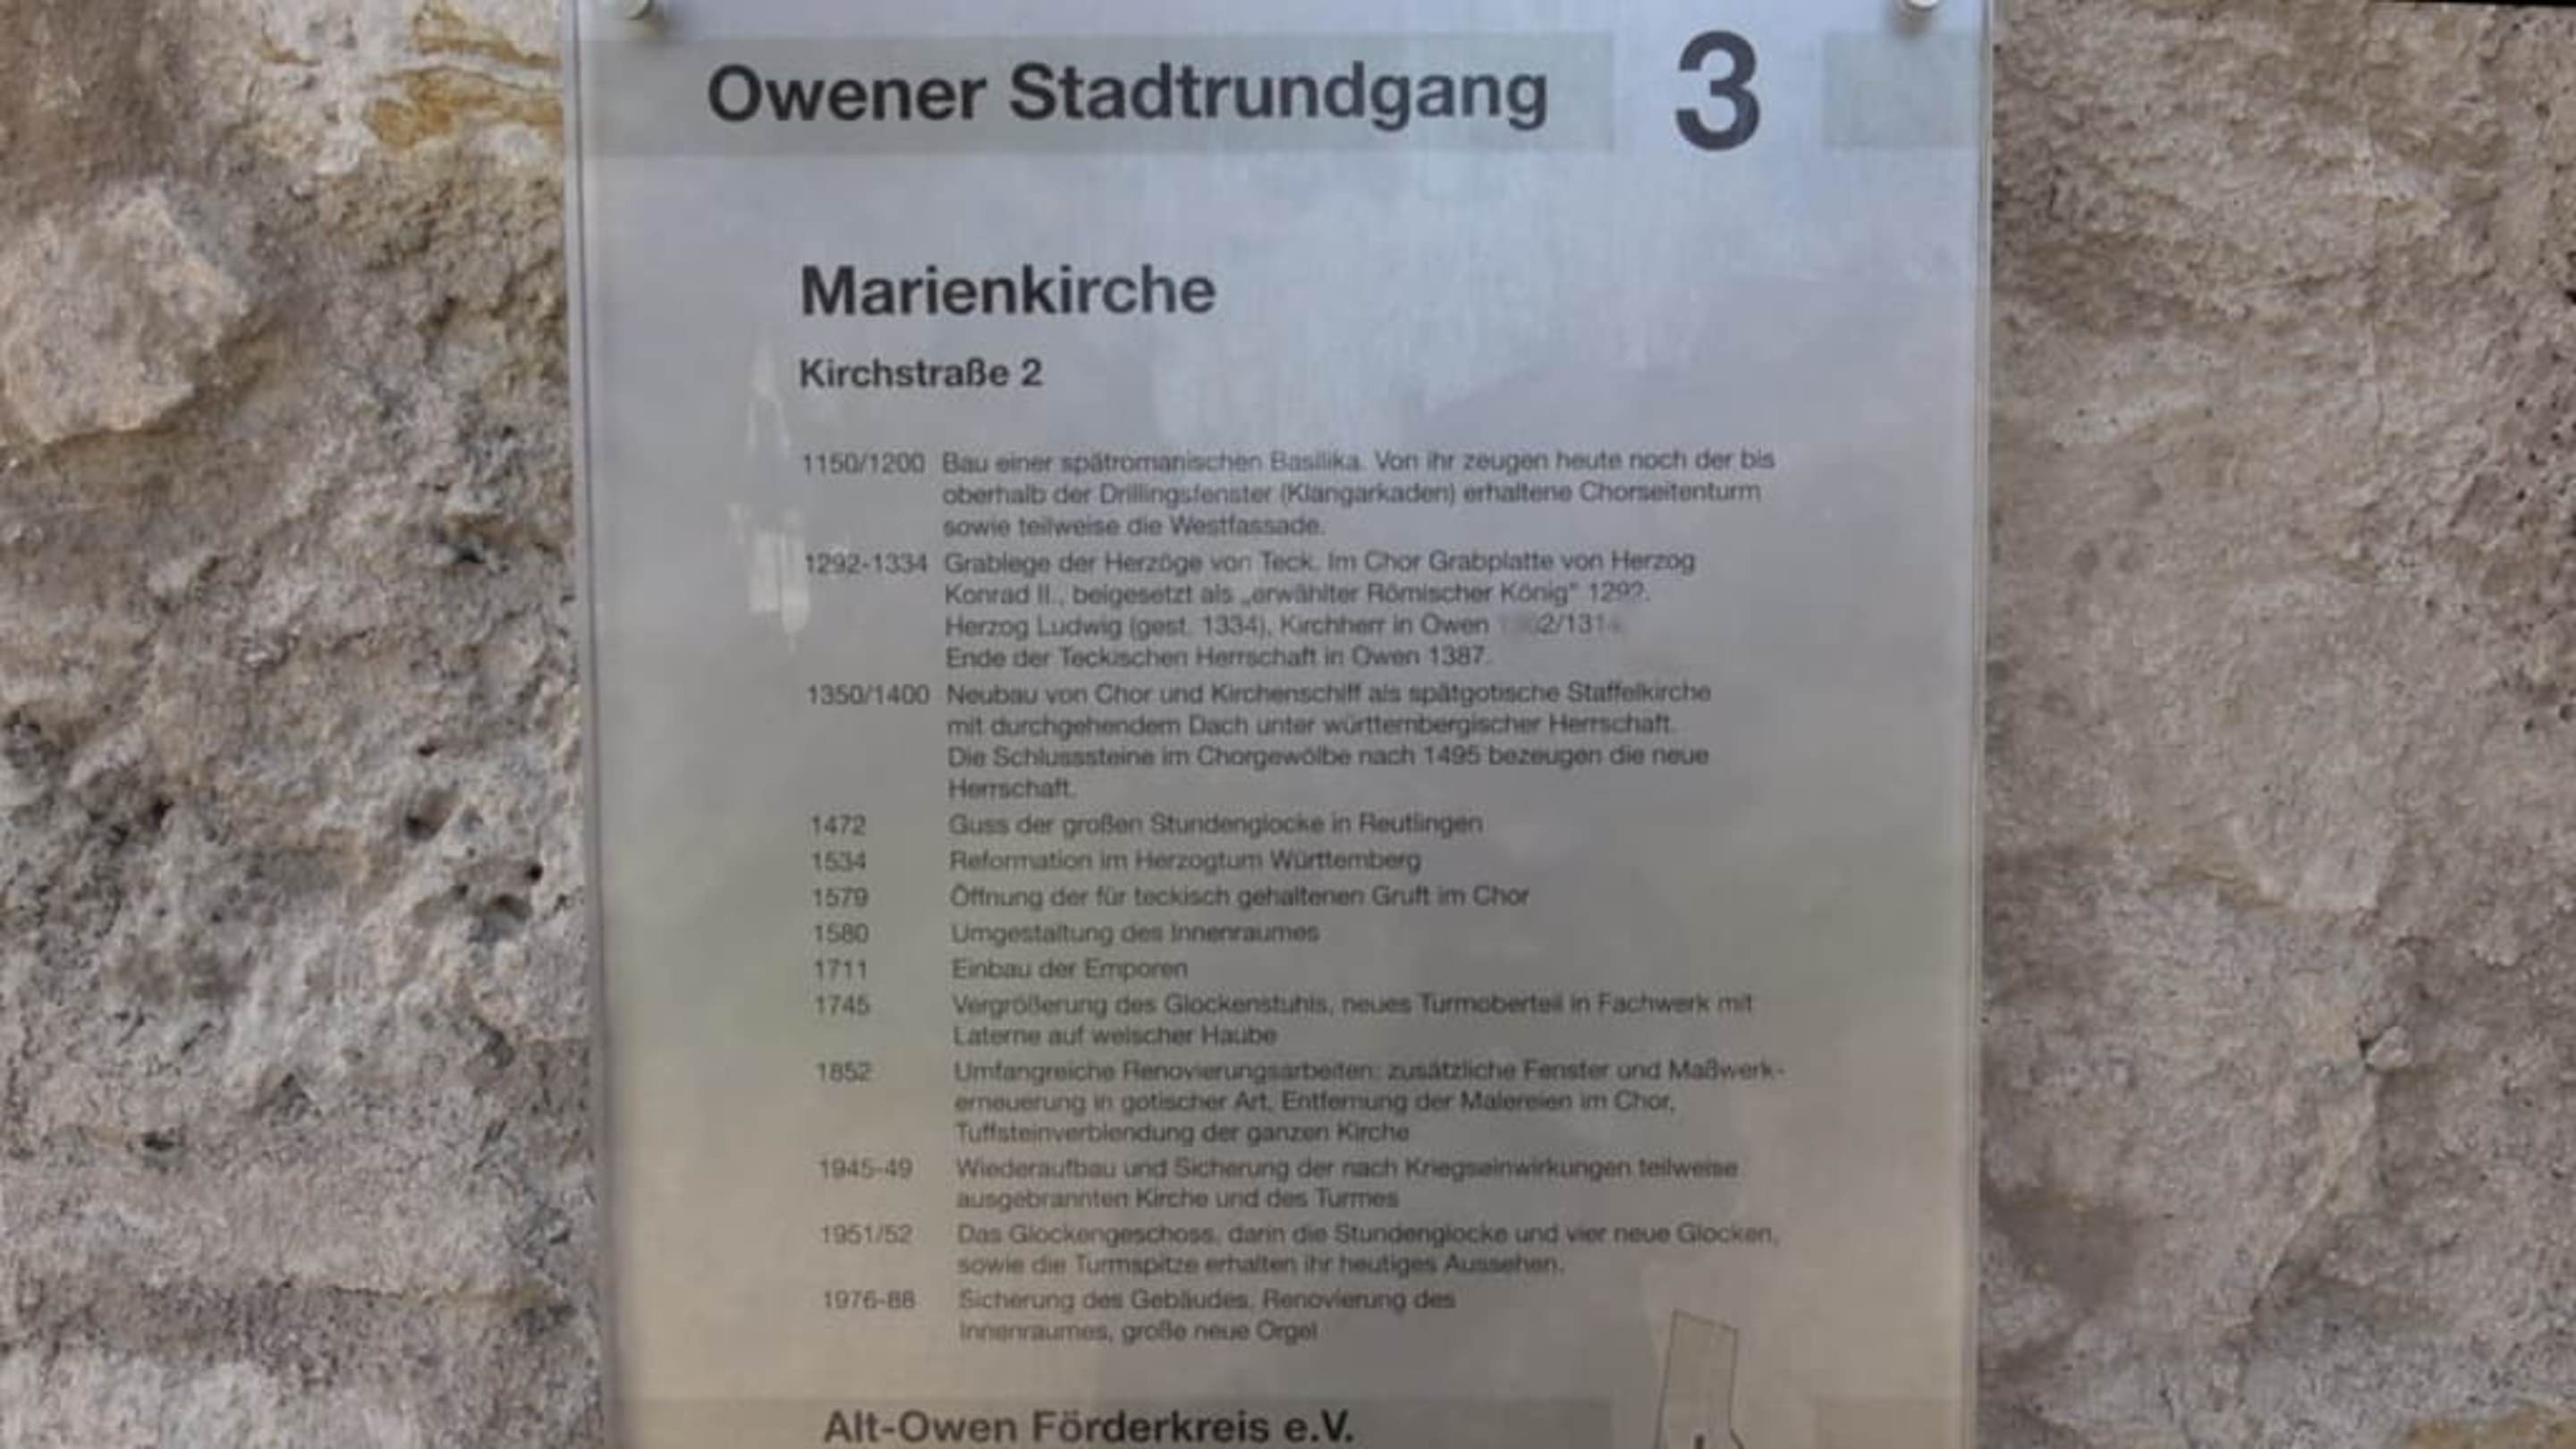 Owener Stadtrundgang 3
Marienkirche
Kirchstraße 2
1150/1200 Bau einer spätromanischen Basilika. Von ihr zeugen heute noch der bis
oberhalb der Drillingsfenster (Klangarkaden) erhaltene Chorseitenturm
sowie teilweise die Westfassade.
1292-1334 Grablege der Herzöge von Teck. Im Chor Grabplatte von Herzog
Konrad II., beigesetzt als „erwählter Römischer König" 1292.
Herzog Ludwig (gest. 1334), Kirchherr in Owen
Ende der Teckischen Herrschaft in Owen 1387.
1350/1400 Neubau von Chor und Kirchenschiff als spätgotische Staffelkirche
mit durchgehendem Dach unter württembergischer Herrschaft.
Die Schlusssteine im Chorgewölbe nach 1495 bezeugen die neue
Herrschaft.
1472 Guss der großen Stundenglocke in Reutlingen
1534 Reformation im Herzogtum Württemberg
1579 Öffnung der für teckisch gehaltenen Gruft im Chor
1580 Umgestaltung des Innenraumes
1711 Einbau der Emporen
1745 Vergrößerung des Glockenstuhls, neues Turmoberteil in Fachwerk mit
Laterne auf welscher Haube
1852 Umfangreiche Renovierungsarbeiten: zusätzliche Fenster und Maßwerk-
erneuerung in gotischer Art, Entfernung der Malereien im Chor,
Tuffsteinverblendung der ganzen Kirche
1945-49 Wiederaufbau und Sicherung der nach Kriegseinwirkungen teilweise
ausgebrannten Kirche und des Turmes
1951/52 Das Glockengeschoss, darin die Stundenglocke und vier neue Glocken,
sowie die Turmspitze erhalten ihr heutiges Aussehen.
1976-88 Sicherung des Gebäudes, Renovierung des
Innenraumes, große neue Orgel
Alt-Owen Förderkreis e.V.